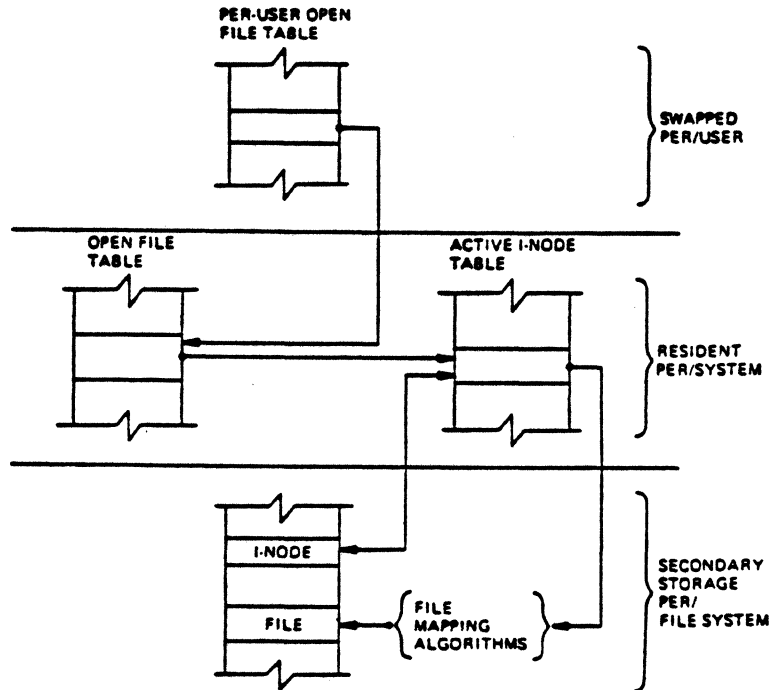 PER-USER OPEN
FILE TABLE
SWAPPED
PER/USER
OPEN FILE
TABLE
ACTIVE I-NODE
TABLE
RESIDENT
PER/SYSTEM
I-NODE
FILE
FILE
MAPPING
ALGORITHMS
SECONDARY
STORAGE
PER/
FILE SYSTEM